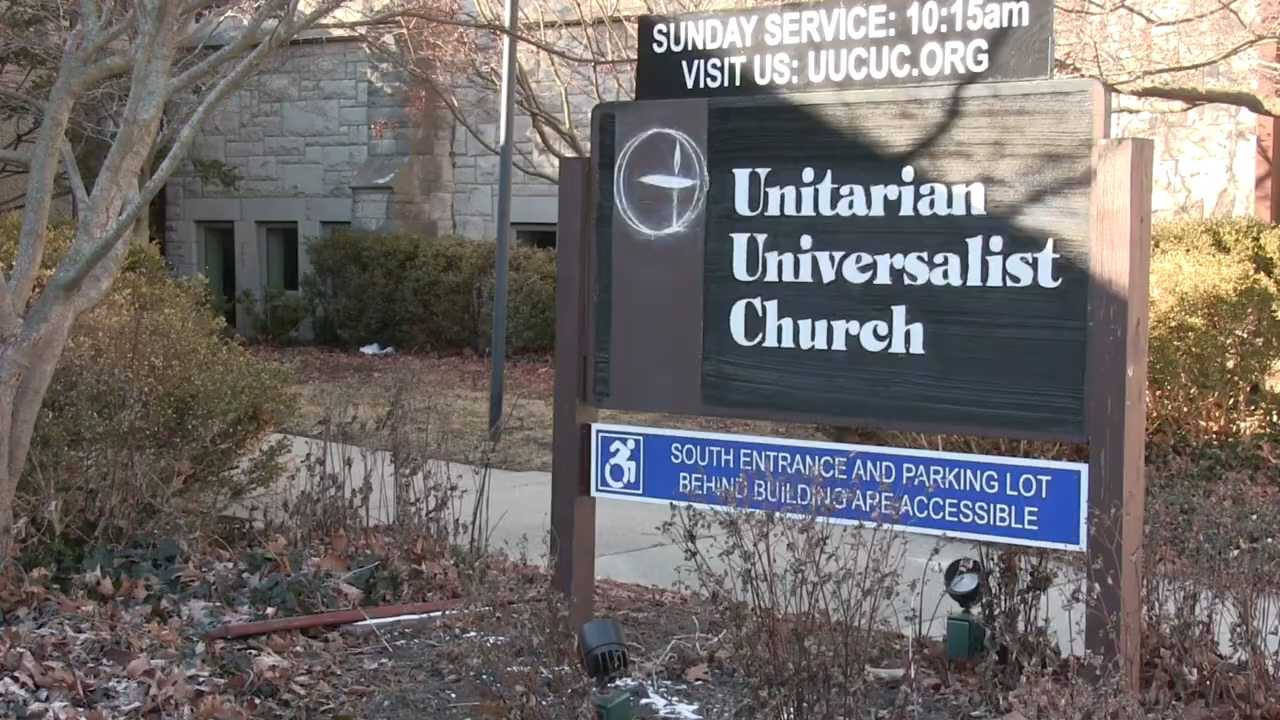 SUNDAY SERVICE: 10:15am
VISIT US: UUCUC.ORG
Unitarian
Universalist
Church
SOUTH ENTRANCE AND PARKING LOT
BEHIND BUILDING ARE ACCESSIBLE